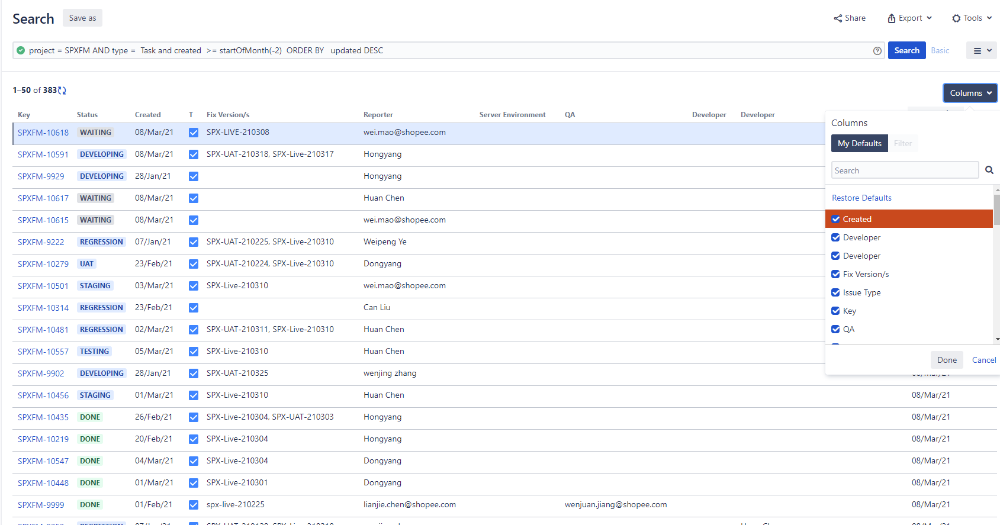 Search Save as Share Export Tools
project = SPXFM AND type =  Task and created  >= startOfMonth(-2)  ORDER BY   updated DESC Search Basic
1–50 of 383 Columns
Key Status Created T Fix Version/s Reporter Server Environment QA Developer Developer
SPXFM-10618 WAITING 08/Mar/21 SPX-LIVE-210308 wei.mao@shopee.com
SPXFM-10591 DEVELOPING 08/Mar/21 SPX-UAT-210318, SPX-Live-210317 Hongyang
SPXFM-9929 DEVELOPING 28/Jan/21 Hongyang
SPXFM-10617 WAITING 08/Mar/21 Huan Chen
SPXFM-10615 WAITING 08/Mar/21 wei.mao@shopee.com
SPXFM-9222 REGRESSION 07/Jan/21 SPX-UAT-210225, SPX-Live-210310 Weipeng Ye
SPXFM-10279 UAT 23/Feb/21 SPX-UAT-210224, SPX-Live-210310 Dongyang
SPXFM-10501 STAGING 03/Mar/21 SPX-Live-210310 wei.mao@shopee.com
SPXFM-10314 REGRESSION 23/Feb/21 Can Liu
SPXFM-10481 REGRESSION 02/Mar/21 SPX-UAT-210311, SPX-Live-210310 Huan Chen
SPXFM-10557 TESTING 05/Mar/21 SPX-Live-210310 Huan Chen
SPXFM-9902 DEVELOPING 28/Jan/21 SPX-UAT-210325 wenjing zhang
SPXFM-10456 STAGING 01/Mar/21 SPX-Live-210310 Huan Chen 08/Mar/21
SPXFM-10435 DONE 26/Feb/21 SPX-Live-210304, SPX-UAT-210303 Hongyang 08/Mar/21
SPXFM-10219 DONE 20/Feb/21 SPX-Live-210304 Hongyang 08/Mar/21
SPXFM-10547 DONE 04/Mar/21 SPX-Live-210304 Dongyang 08/Mar/21
SPXFM-10448 DONE 01/Mar/21 SPX-Live-210301 Dongyang 08/Mar/21
SPXFM-9999 DONE 01/Feb/21 spx-live-210225 lianjie.chen@shopee.com wenjuan.jiang@shopee.com 08/Mar/21
Columns
My Defaults Filter
Search
Restore Defaults
Created
Developer
Developer
Fix Version/s
Issue Type
Key
QA
Done Cancel